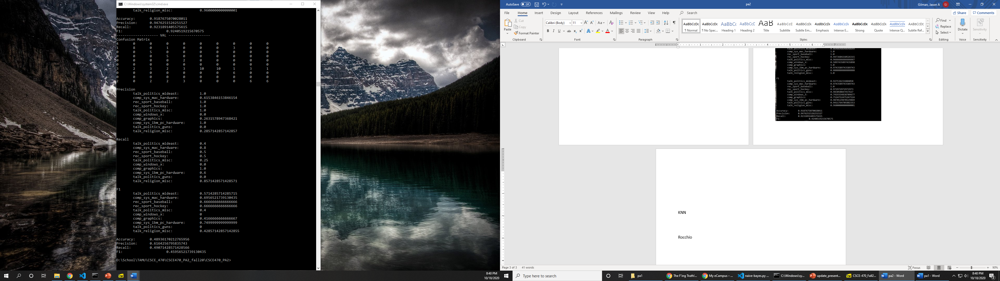 C:\Windows\system32\cmd.exe
talk_religion_misc: 0.9600000000000001
Accuracy: 0.9187675070028011
Precision: 0.9476251526251527
Recall: 0.9231891405575615
F1: 0.9240519215670575
-------------------- VAL --------------------
Confusion Matrix
4 0 0 0 0 0 0 0 0 0
1 8 0 1 0 0 0 3 0 0
0 0 5 0 0 0 0 0 0 0
0 0 0 5 0 0 0 0 0 0
0 0 0 0 2 0 0 0 0 0
0 0 0 0 0 0 0 0 0 0
3 2 3 2 3 10 10 1 3 1
0 0 0 0 0 0 0 6 0 0
0 0 0 0 0 0 0 0 0 0
2 0 2 2 3 0 0 0 6 6
Precision
talk_politics_mideast: 1.0
comp_sys_mac_hardware: 0.6153846153846154
rec_sport_baseball: 1.0
rec_sport_hockey: 1.0
talk_politics_misc: 1.0
comp_windows_x: 0.0
comp_graphics: 0.2631578947368421
comp_sys_ibm_pc_hardware: 1.0
talk_politics_guns: 0.0
talk_religion_misc: 0.2857142857142857
Recall
talk_politics_mideast: 0.4
comp_sys_mac_hardware: 0.8
rec_sport_baseball: 0.5
rec_sport_hockey: 0.5
talk_politics_misc: 0.25
comp_windows_x: 0.0
comp_graphics: 1.0
comp_sys_ibm_pc_hardware: 0.6
talk_politics_guns: 0.0
talk_religion_misc: 0.8571428571428571
F1
talk_politics_mideast: 0.5714285714285715
comp_sys_mac_hardware: 0.6956521739130435
rec_sport_baseball: 0.6666666666666666
rec_sport_hockey: 0.6666666666666666
talk_politics_misc: 0.4
comp_windows_x: 0
comp_graphics: 0.4166666666666667
comp_sys_ibm_pc_hardware: 0.7499999999999999
talk_politics_guns: 0
talk_religion_misc: 0.42857142857142855
Accuracy: 0.48936170212765956
Precision: 0.6164256795835743
Recall: 0.49071428571428566
F1: 0.45956521739130435
D:\School\TAMU\CSCE_470\CSCE470_PA2_fall20\CSCE470_PA2>
8:40 PM
10/18/2020
AutoSave Off
pa2
Gilman, Jason A GJ
File Home Insert Design Layout References Mailings Review View Help Search
Share Comments
Paste Cut
Copy
Format Painter
Calibri (Body) 11
AaBbCcDc AaBbCcDc AaBbCc AaBbCcD AaB AaBbCcD AaBbCcDc AaBbCcDc AaBbCcDc AaBbCcDc AaBbCcDc AaBbCcDc AaBbCcDc
¶ Normal ¶ No Spac... Heading 1 Heading 2 Title Subtitle Subtle Em... Emphasis Intense E... Strong Quote Intense Q... Subtle Ref...
Find
Replace
Select
Dictate
Sensitivity
Clipboard Font Paragraph Styles Editing Voice Sensitivity
talk_politics_mideast: 0.8648648648648649
comp_sys_mac_hardware: 1.0
rec_sport_baseball: 1.0
rec_sport_hockey: 0.9473684210526315
talk_politics_misc: 0.9666666666666667
comp_windows_x: 0.5897435897435898
comp_graphics: 1.0
comp_sys_ibm_pc_hardware: 0.9743589743589743
talk_politics_guns: 0.8888888888888888
talk_religion_misc: 1.0
F1
talk_politics_mideast: 0.927536231884058
comp_sys_mac_hardware: 0.9743589743589743
rec_sport_baseball: 1.0
rec_sport_hockey: 0.972972972972973
talk_politics_misc: 0.983050847457627
comp_windows_x: 0.7419354838709677
comp_graphics: 0.7524752475247524
comp_sys_ibm_pc_hardware: 0.9870129870129869
talk_politics_guns: 0.9411764705882353
talk_religion_misc: 0.9600000000000001
Accuracy: 0.9187675070028011
Precision: 0.9476251526251527
Recall: 0.9231891405575615
F1: 0.9240519215670575
KNN
Rocchio
Page 3 of 3 41 words
Focus
90%
Type here to search
pa1
The F'ing Truth!...
My eCampus – ...
naive-bayes.py ...
C:\Windows\sy...
update_present...
CSCE-470_Fall2...
pa2 - Word
pa1 - Word
8:40 PM
10/18/2020